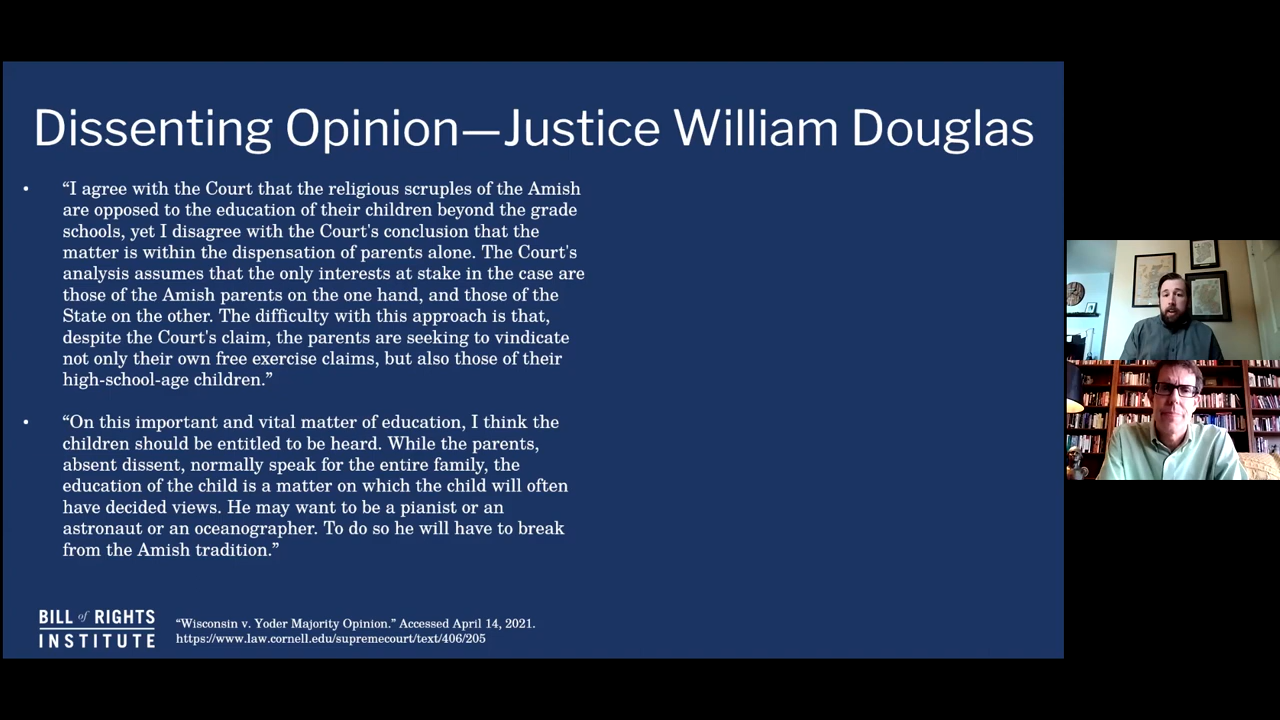 Dissenting Opinion—Justice William Douglas
• “I agree with the Court that the religious scruples of the Amish
are opposed to the education of their children beyond the grade
schools, yet I disagree with the Court's conclusion that the
matter is within the dispensation of parents alone. The Court's
analysis assumes that the only interests at stake in the case are
those of the Amish parents on the one hand, and those of the
State on the other. The difficulty with this approach is that,
despite the Court's claim, the parents are seeking to vindicate
not only their own free exercise claims, but also those of their
high-school-age children.”
• “On this important and vital matter of education, I think the
children should be entitled to be heard. While the parents,
absent dissent, normally speak for the entire family, the
education of the child is a matter on which the child will often
have decided views. He may want to be a pianist or an
astronaut or an oceanographer. To do so he will have to break
from the Amish tradition.”
BILL of RIGHTS
INSTITUTE
“Wisconsin v. Yoder Majority Opinion.” Accessed April 14, 2021.
https://www.law.cornell.edu/supremecourt/text/406/205